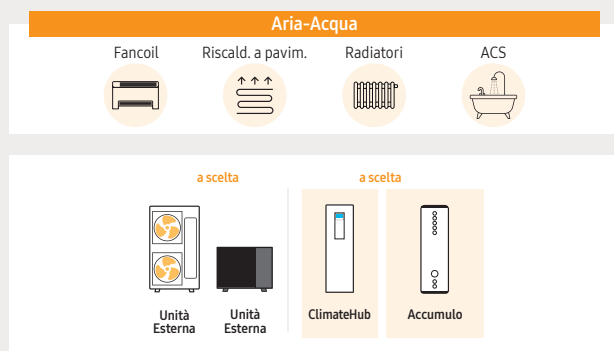 Aria-Acqua
Fancoil
Riscald. a pavim.
Radiatori
ACS
a scelta
a scelta
Unità
Esterna
Unità
Esterna
ClimateHub
Accumulo